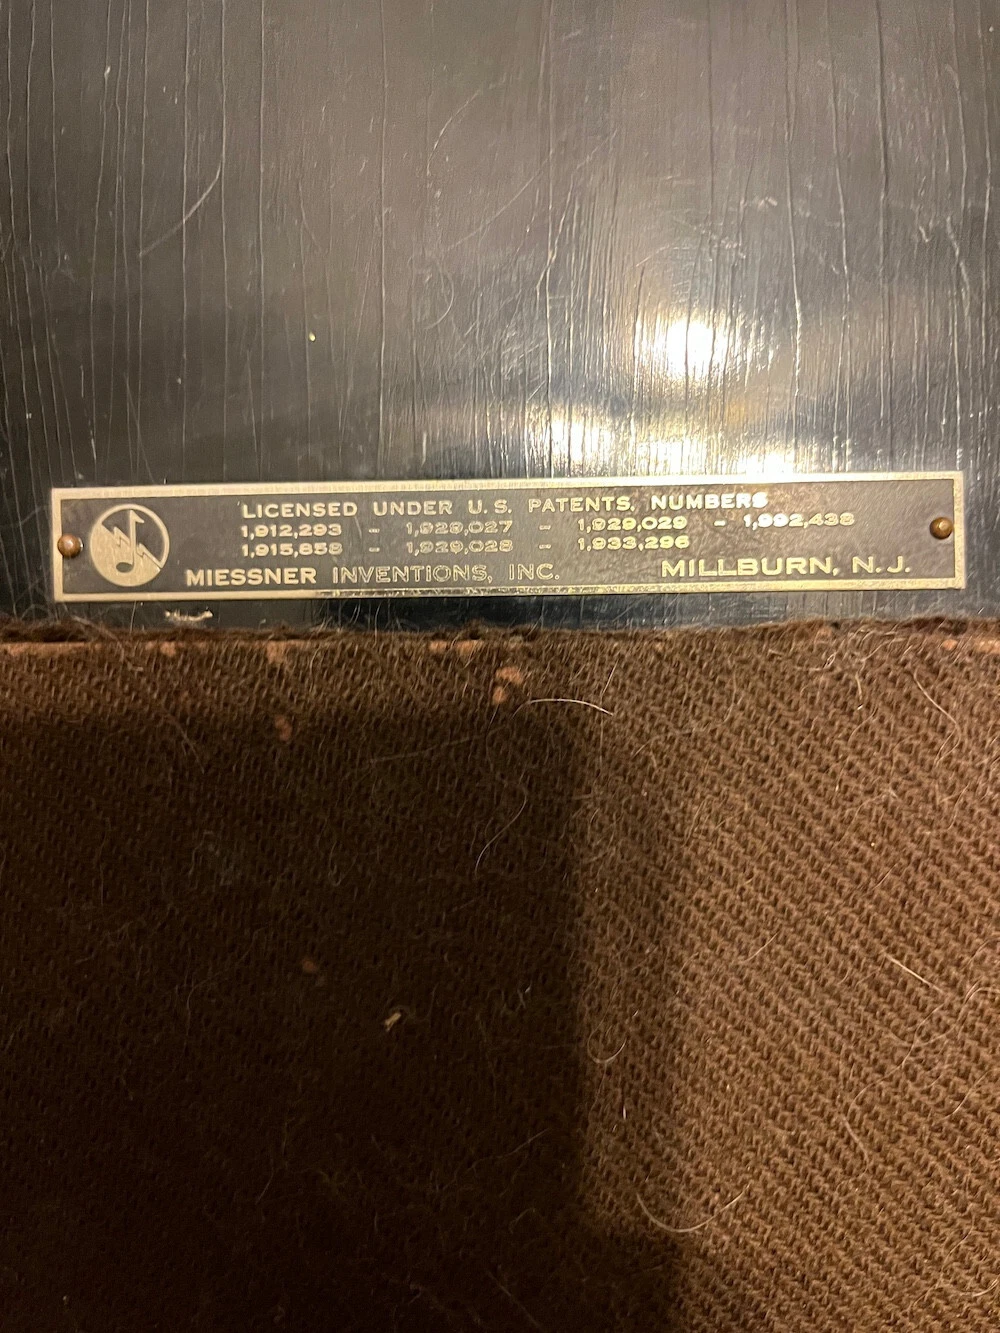 LICENSED UNDER U.S. PATENTS, NUMBERS
1,912,293 - 1,929,027 - 1,929,029 - 1,992,438
1,915,858 - 1,929,028 - 1,933,296
MIESSNER INVENTIONS, INC. MILLBURN, N.J.